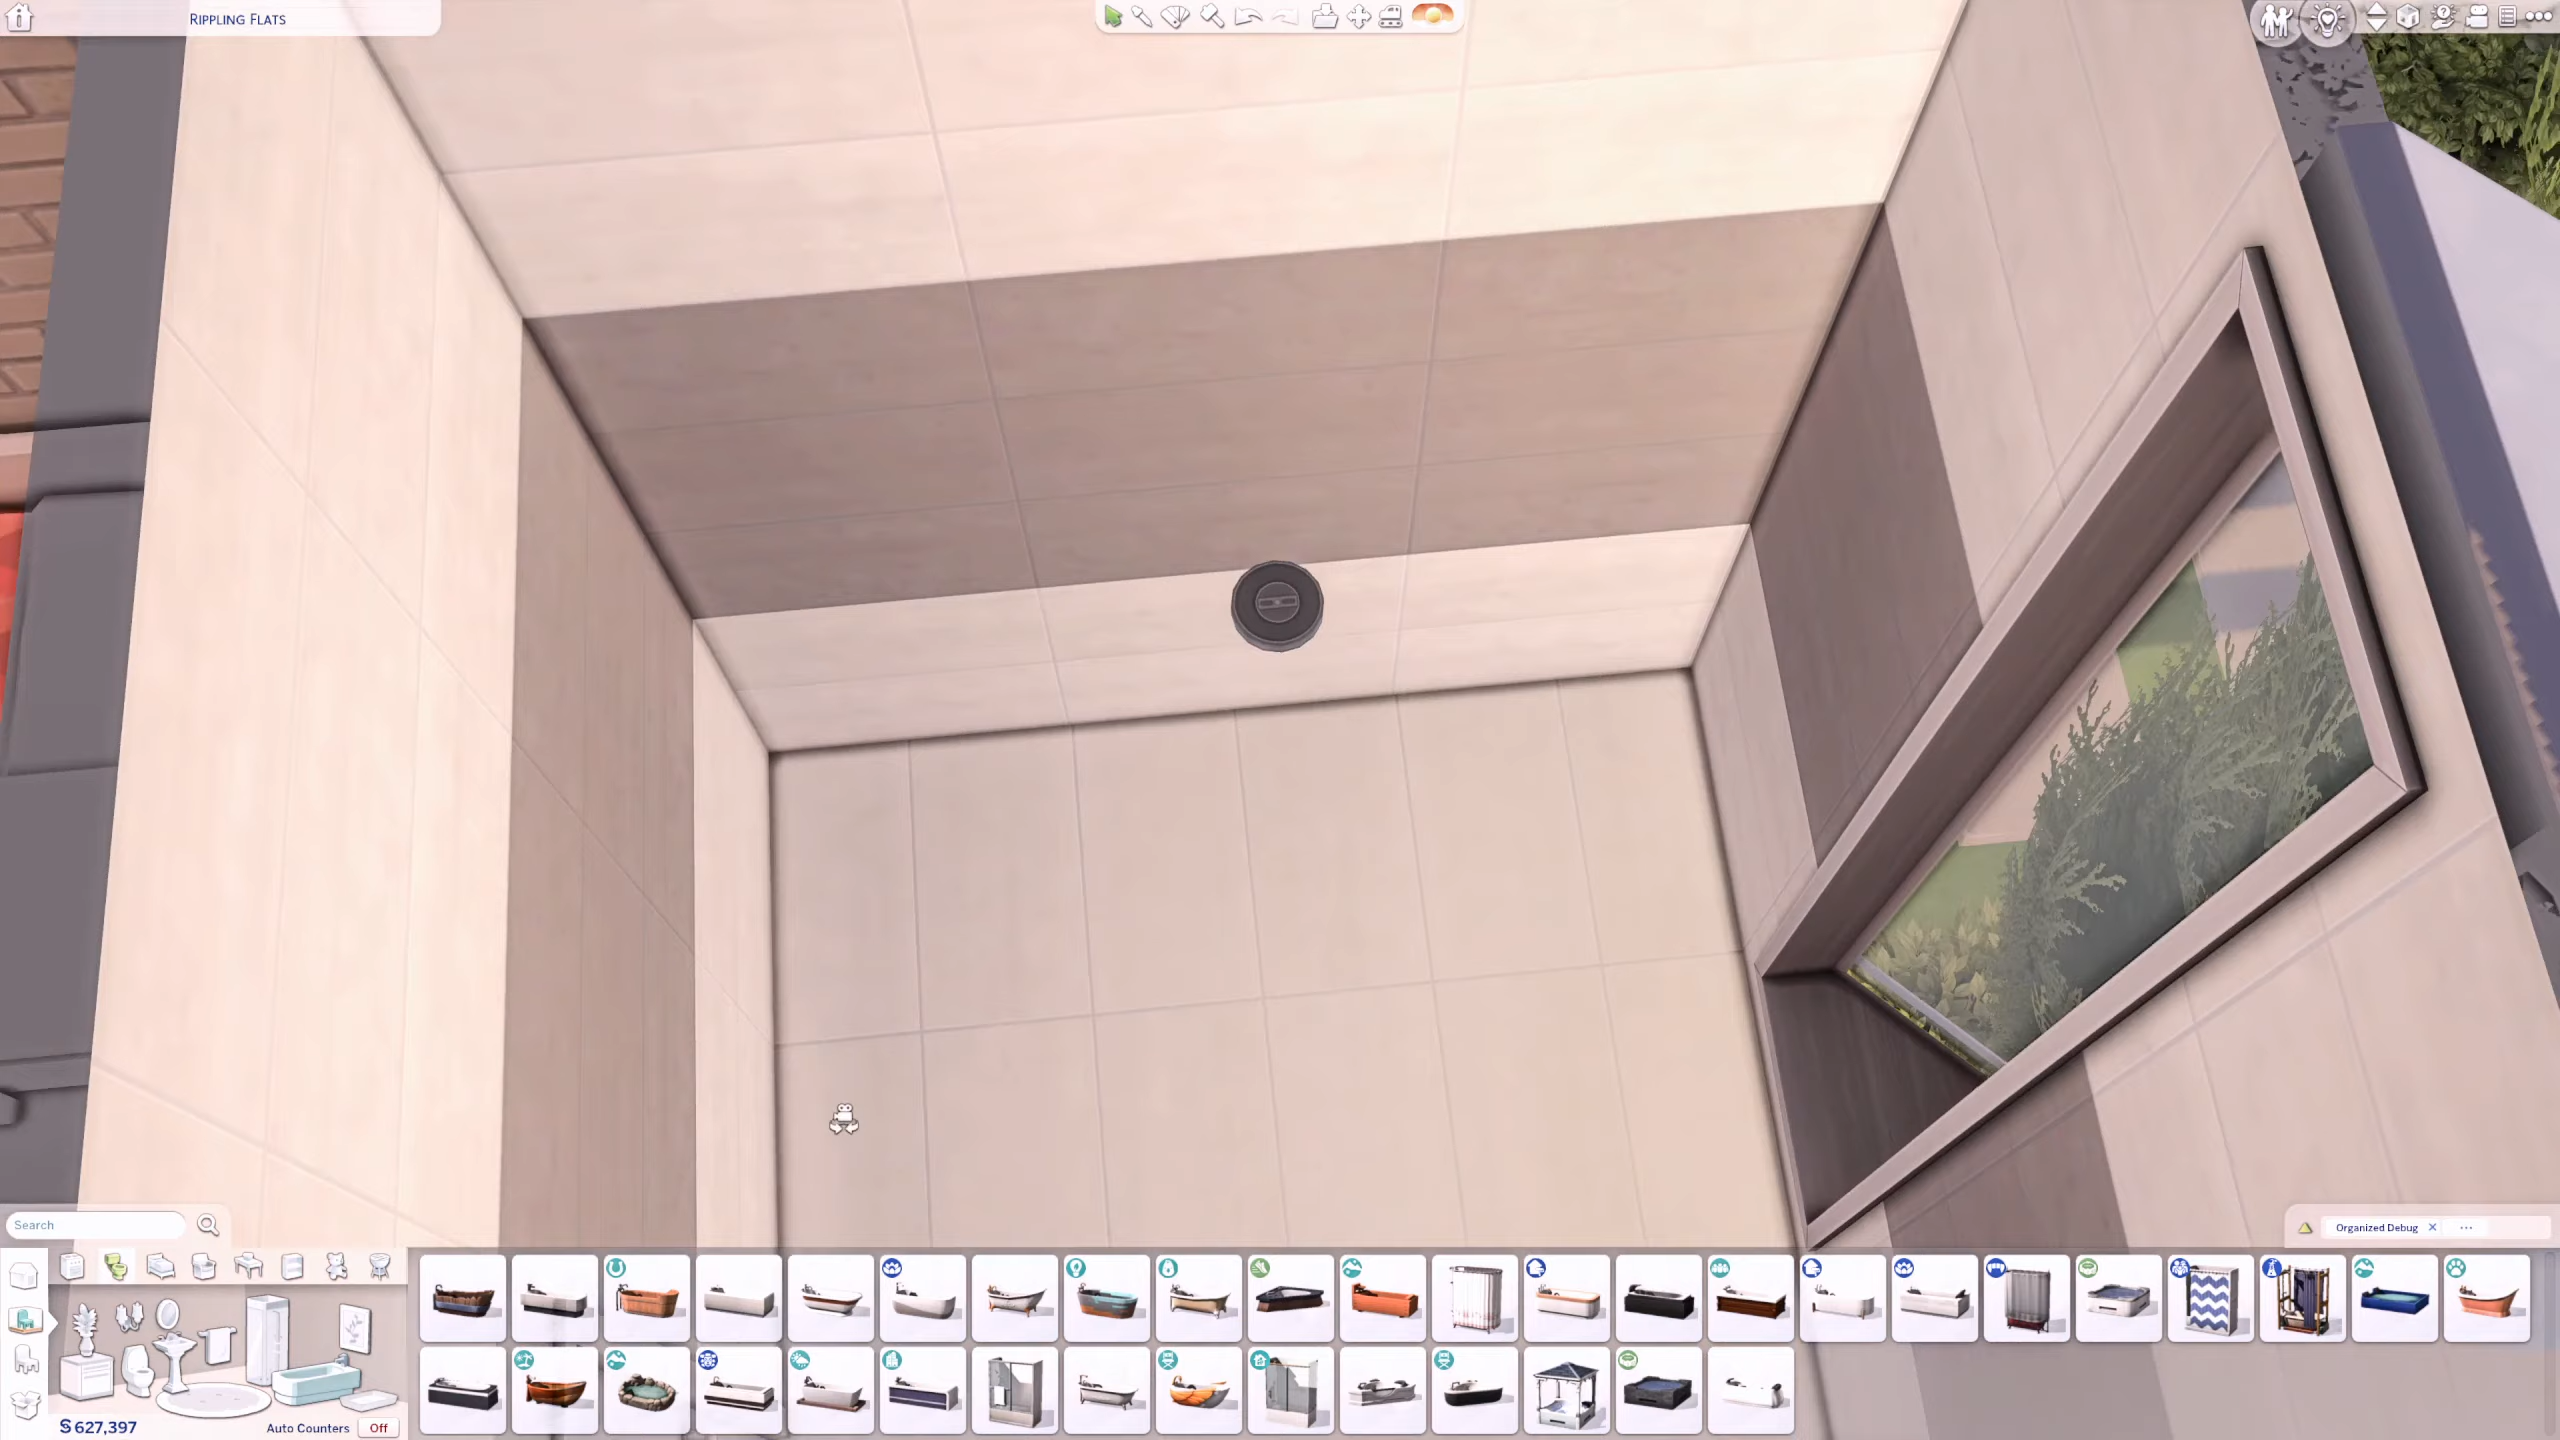 Rippling Flats
Search
Organized Debug
§627,397
Auto Counters Off